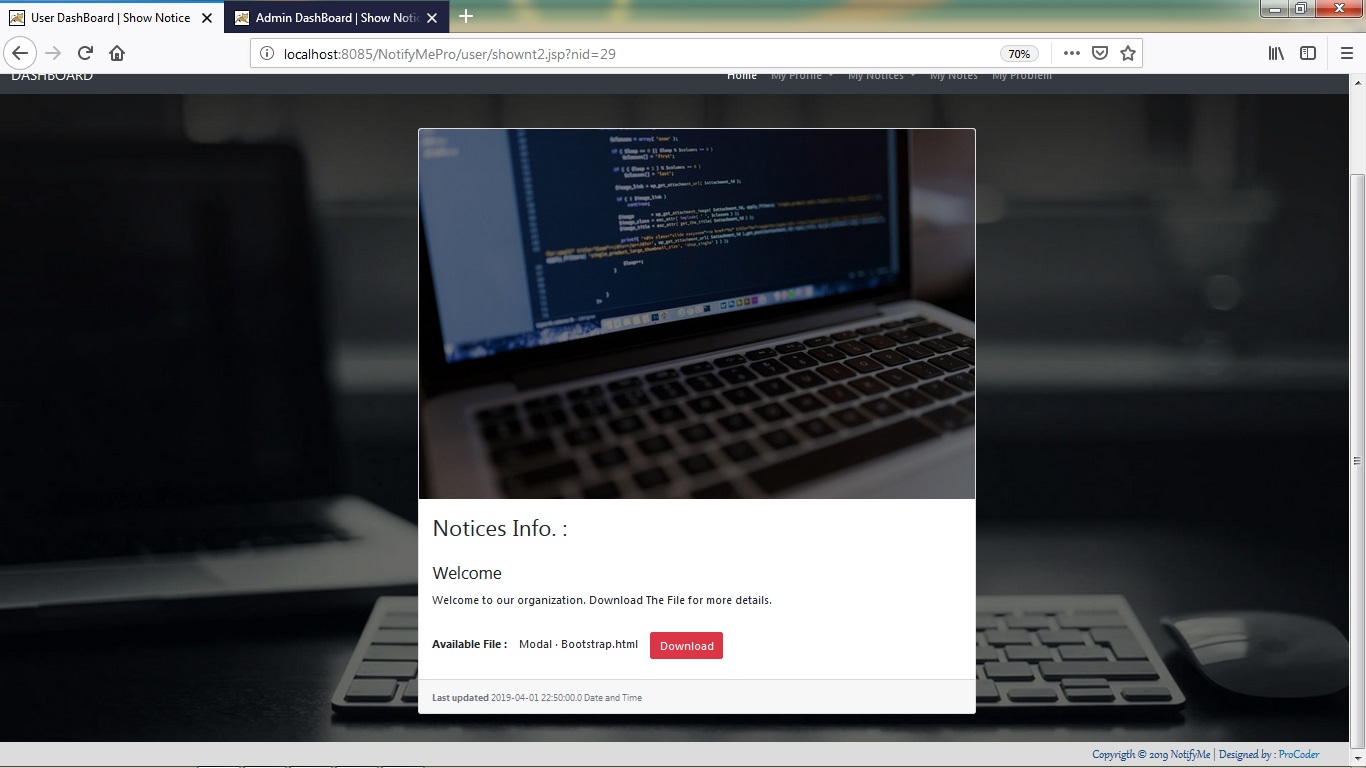 User DashBoard | Show Notice
Admin DashBoard | Show Notic
localhost:8085/NotifyMePro/user/shownt2.jsp?nid=29
70%
DASHBOARD
Home My Profile My Notices My Notes My Problem
Notices Info. :
Welcome
Welcome to our organization. Download The File for more details.
Available File : Modal · Bootstrap.html Download
Last updated 2019-04-01 22:50:00.0 Date and Time
Copyrigth © 2019 NotifyMe | Designed by : ProCoder